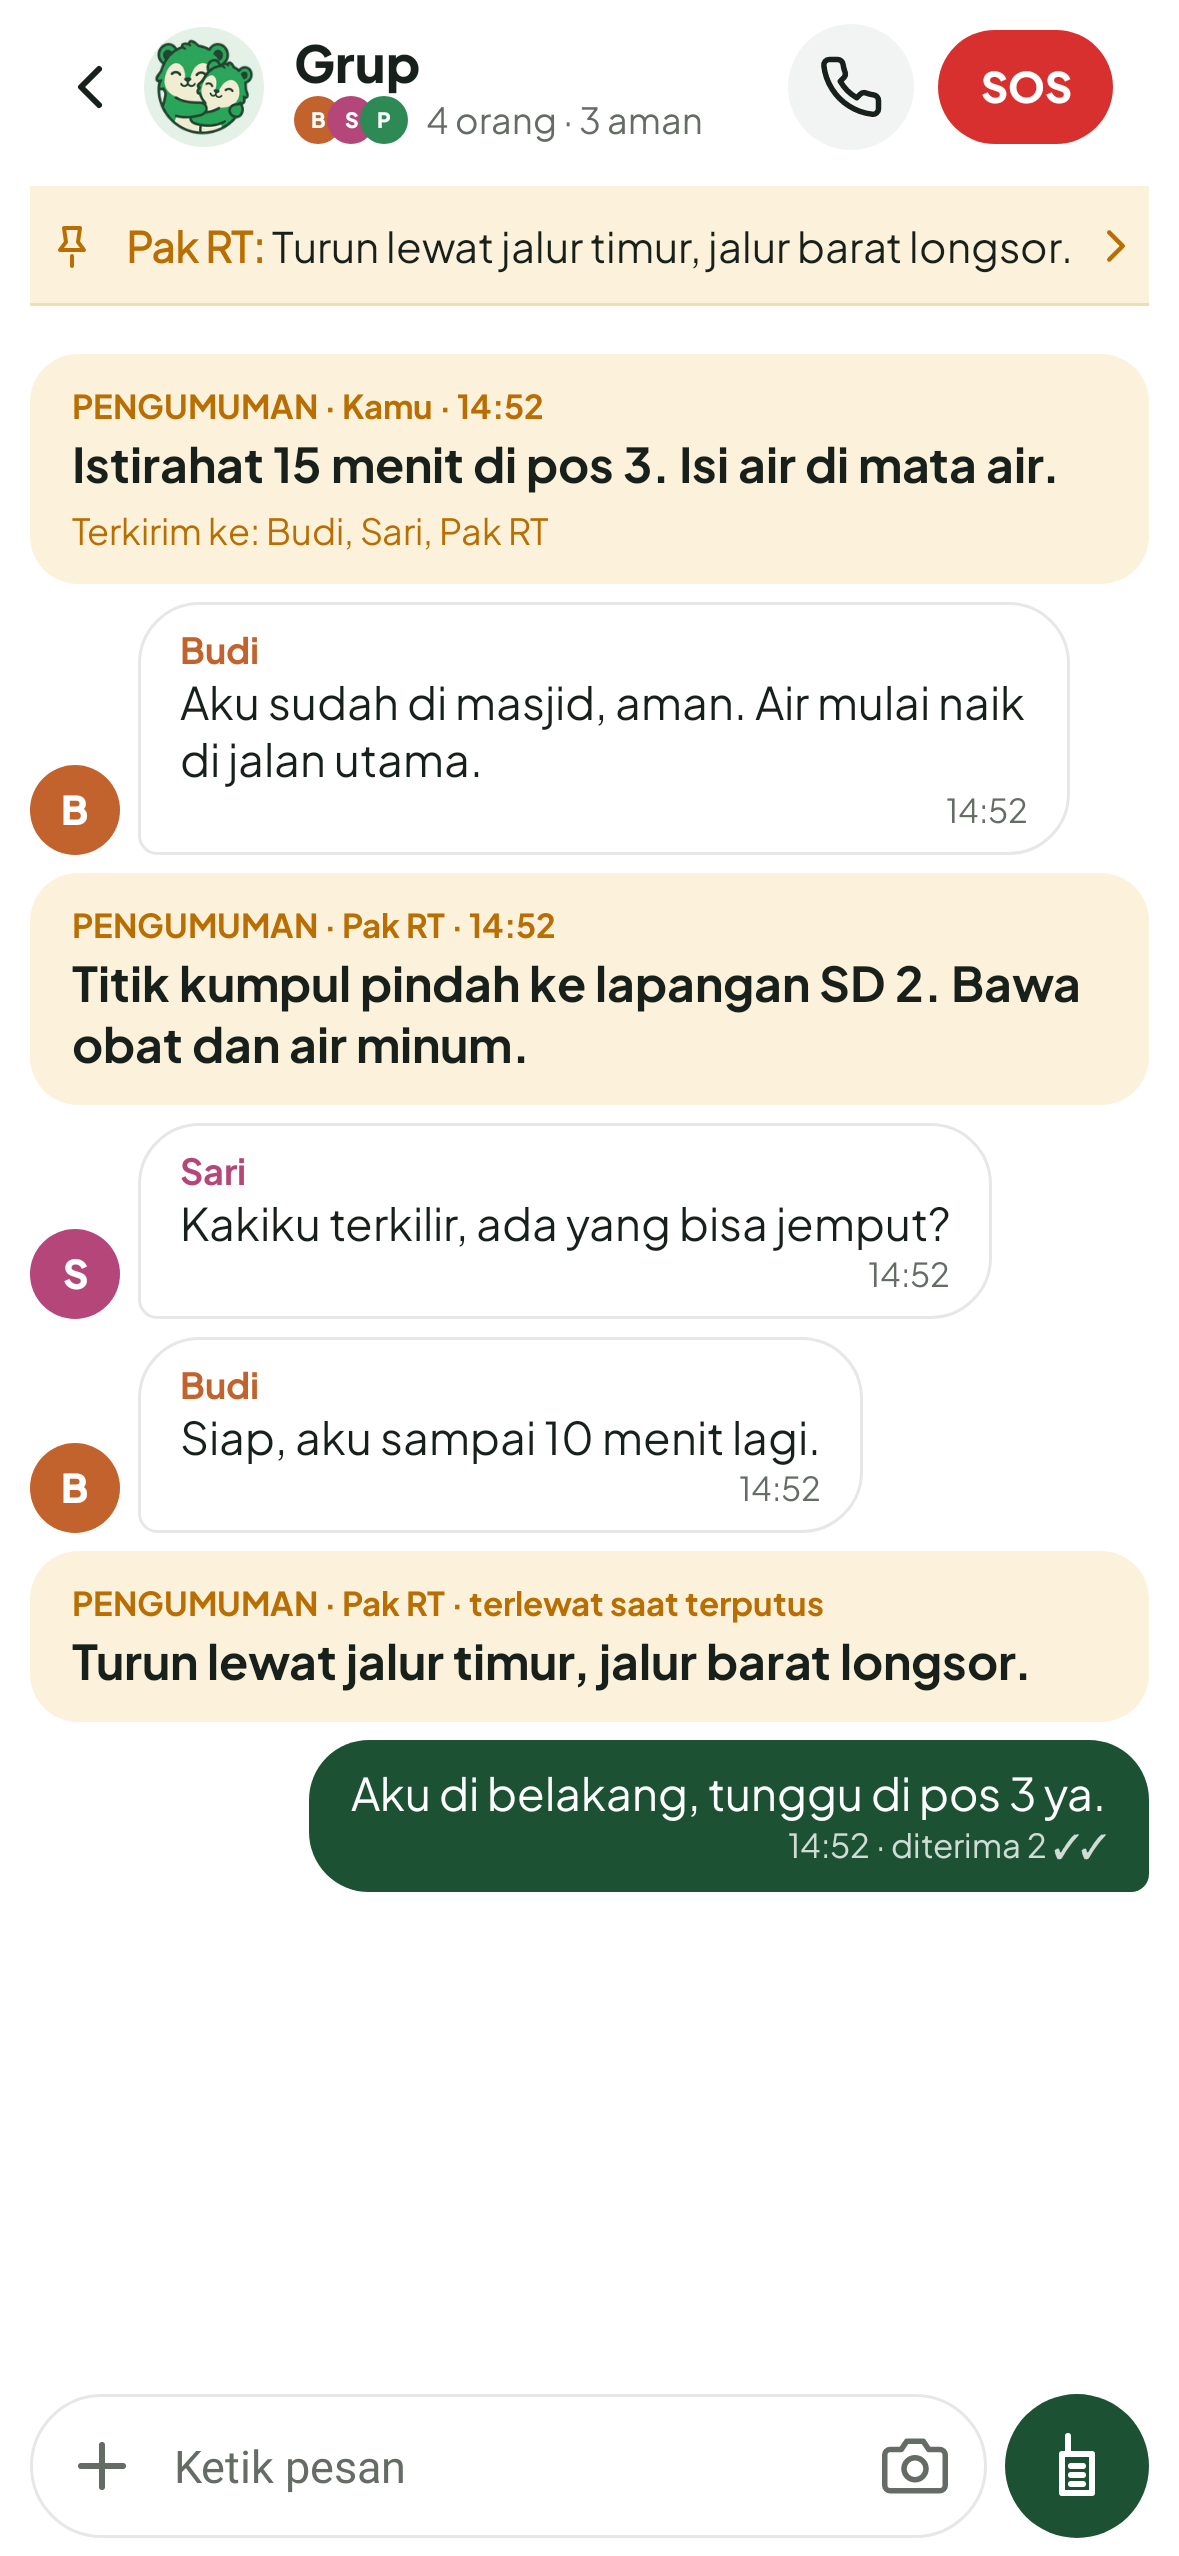 Grup
B S P 4 orang · 3 aman
SOS
Pak RT: Turun lewat jalur timur, jalur barat longsor.
PENGUMUMAN · Kamu · 14:52
Istirahat 15 menit di pos 3. Isi air di mata air.
Terkirim ke: Budi, Sari, Pak RT
Budi
Aku sudah di masjid, aman. Air mulai naik
di jalan utama.
14:52
B
PENGUMUMAN · Pak RT · 14:52
Titik kumpul pindah ke lapangan SD 2. Bawa
obat dan air minum.
Sari
Kakiku terkilir, ada yang bisa jemput?
14:52
S
Budi
Siap, aku sampai 10 menit lagi.
14:52
B
PENGUMUMAN · Pak RT · terlewat saat terputus
Turun lewat jalur timur, jalur barat longsor.
Aku di belakang, tunggu di pos 3 ya.
14:52 · diterima 2 ✓✓
Ketik pesan